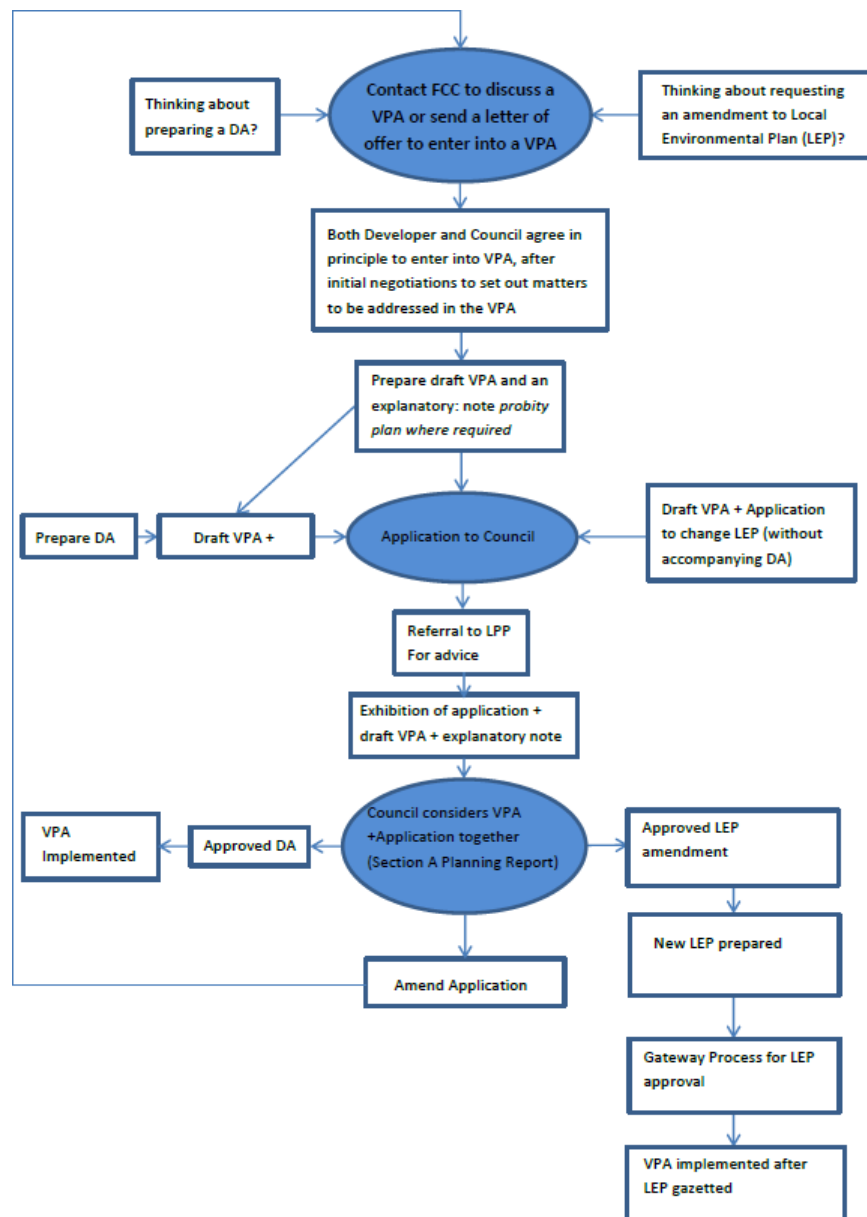 Contact FCC to discuss a
VPA or send a letter of
offer to enter into a VPA
Thinking about
preparing a DA?
Thinking about requesting
an amendment to Local
Environmental Plan (LEP)?
Both Developer and Council agree in
principle to enter into VPA, after
initial negotiations to set out matters
to be addressed in the VPA
Prepare draft VPA and an
explanatory: note probity
plan where required
Prepare DA
Draft VPA +
Application to Council
Draft VPA + Application
to change LEP (without
accompanying DA)
Referral to LPP
For advice
Exhibition of application +
draft VPA + explanatory note
Council considers VPA
+Application together
(Section A Planning Report)
VPA
Implemented
Approved DA
Approved LEP
amendment
New LEP prepared
Amend Application
Gateway Process for LEP
approval
VPA implemented after
LEP gazetted